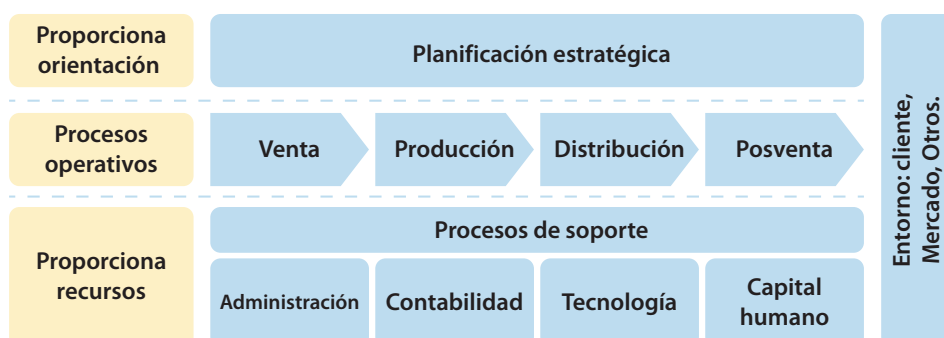 Proporciona
orientación
Planificación estratégica
Procesos
operativos
Venta
Producción
Distribución
Posventa
Proporciona
recursos
Procesos de soporte
Administración
Contabilidad
Tecnología
Capital
humano
Entorno: cliente,
Mercado, Otros.